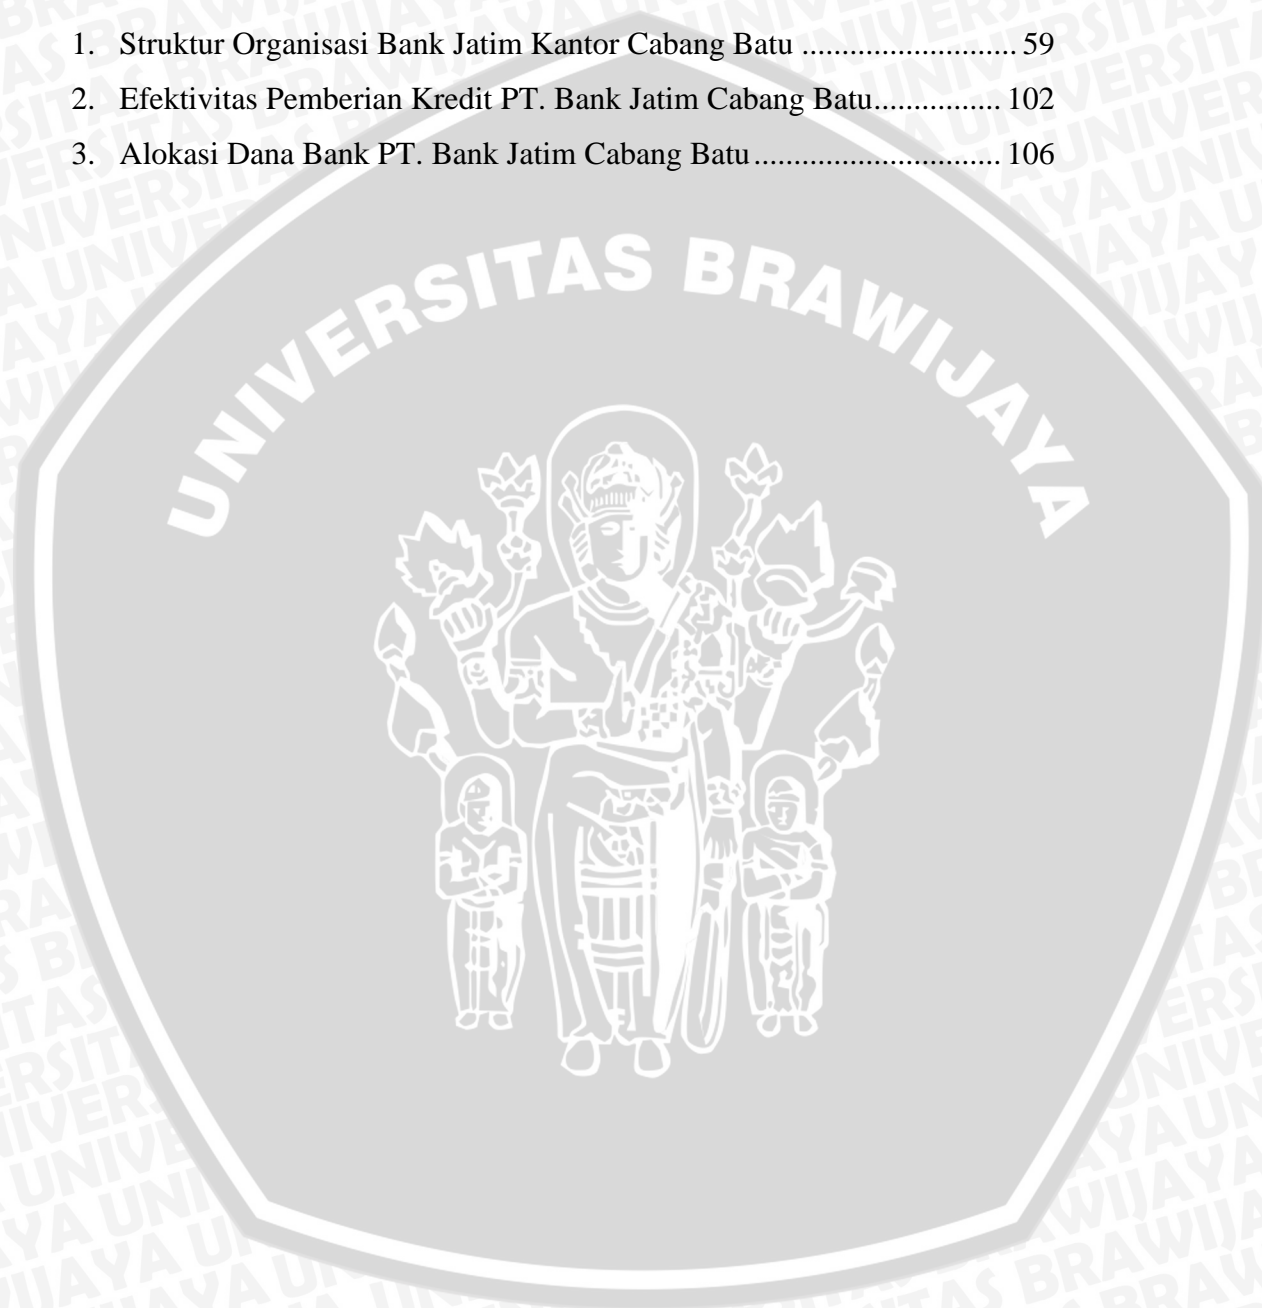 1. Struktur Organisasi Bank Jatim Kantor Cabang Batu ........................... 59
2. Efektivitas Pemberian Kredit PT. Bank Jatim Cabang Batu................ 102
3. Alokasi Dana Bank PT. Bank Jatim Cabang Batu............................... 106
UNIVERSITAS BRAWIJAYA